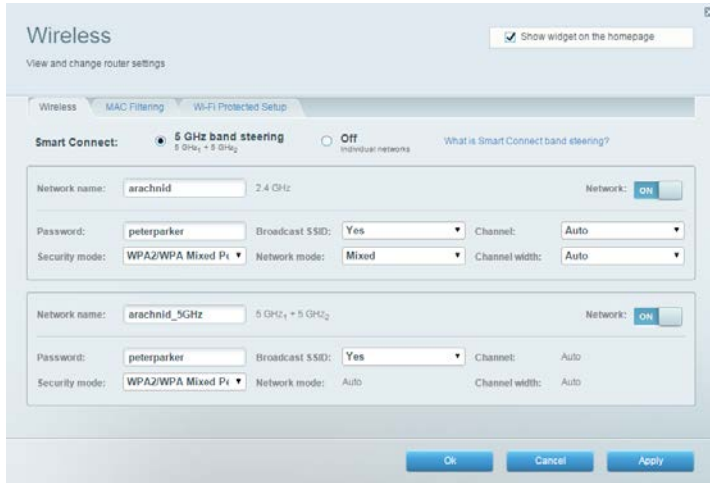 Wireless
Show widget on the homepage
View and change router settings
Wireless MAC Filtering Wi-Fi Protected Setup
Smart Connect: 5 GHz band steering Off What is Smart Connect band steering?
5 GHz1 + 5 GHz2 Individual networks
Network name: arachnid 2.4 GHz Network: ON
Password: peterparker Broadcast SSID: Yes Channel: Auto
Security mode: WPA2/WPA Mixed Network mode: Mixed Channel width: Auto
Network name: arachnid_5GHz 5 GHz1 + 5 GHz2 Network: ON
Password: peterparker Broadcast SSID: Yes Channel: Auto
Security mode: WPA2/WPA Mixed Network mode: Auto Channel width: Auto
Ok Cancel Apply